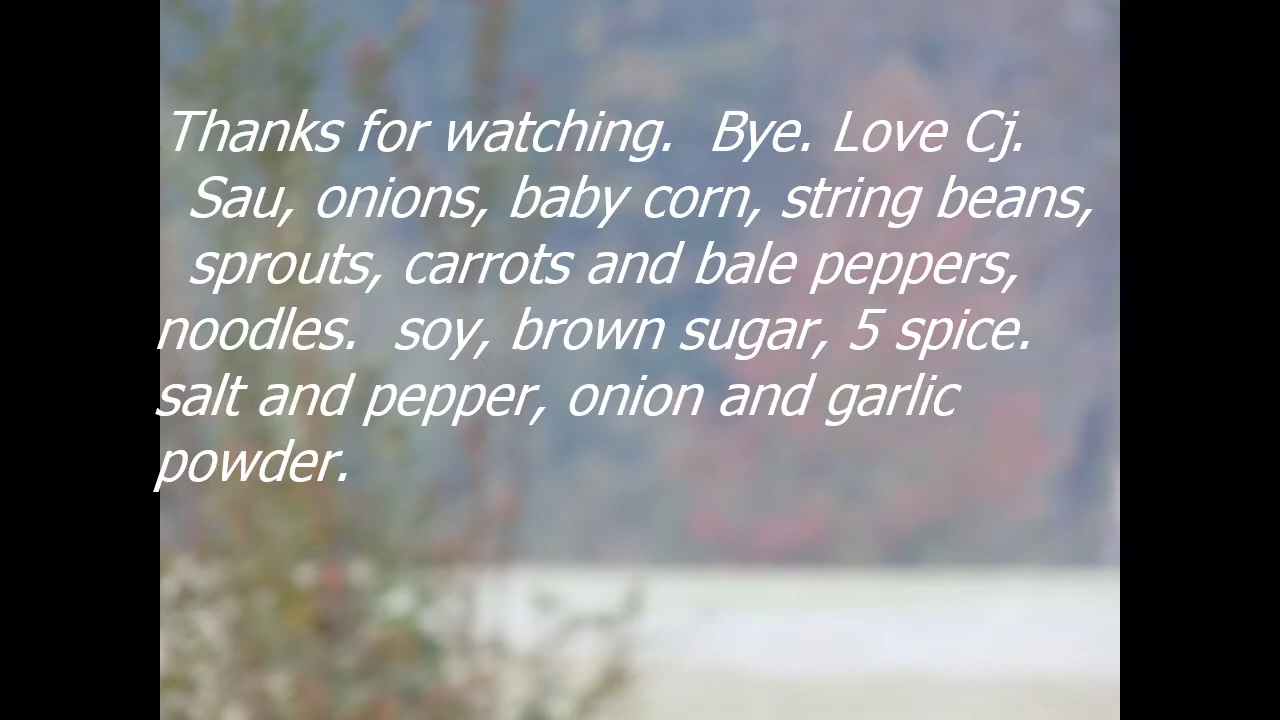 Thanks for watching.  Bye. Love Cj.
Sau, onions, baby corn, string beans,
sprouts, carrots and bale peppers,
noodles.  soy, brown sugar, 5 spice.
salt and pepper, onion and garlic
powder.